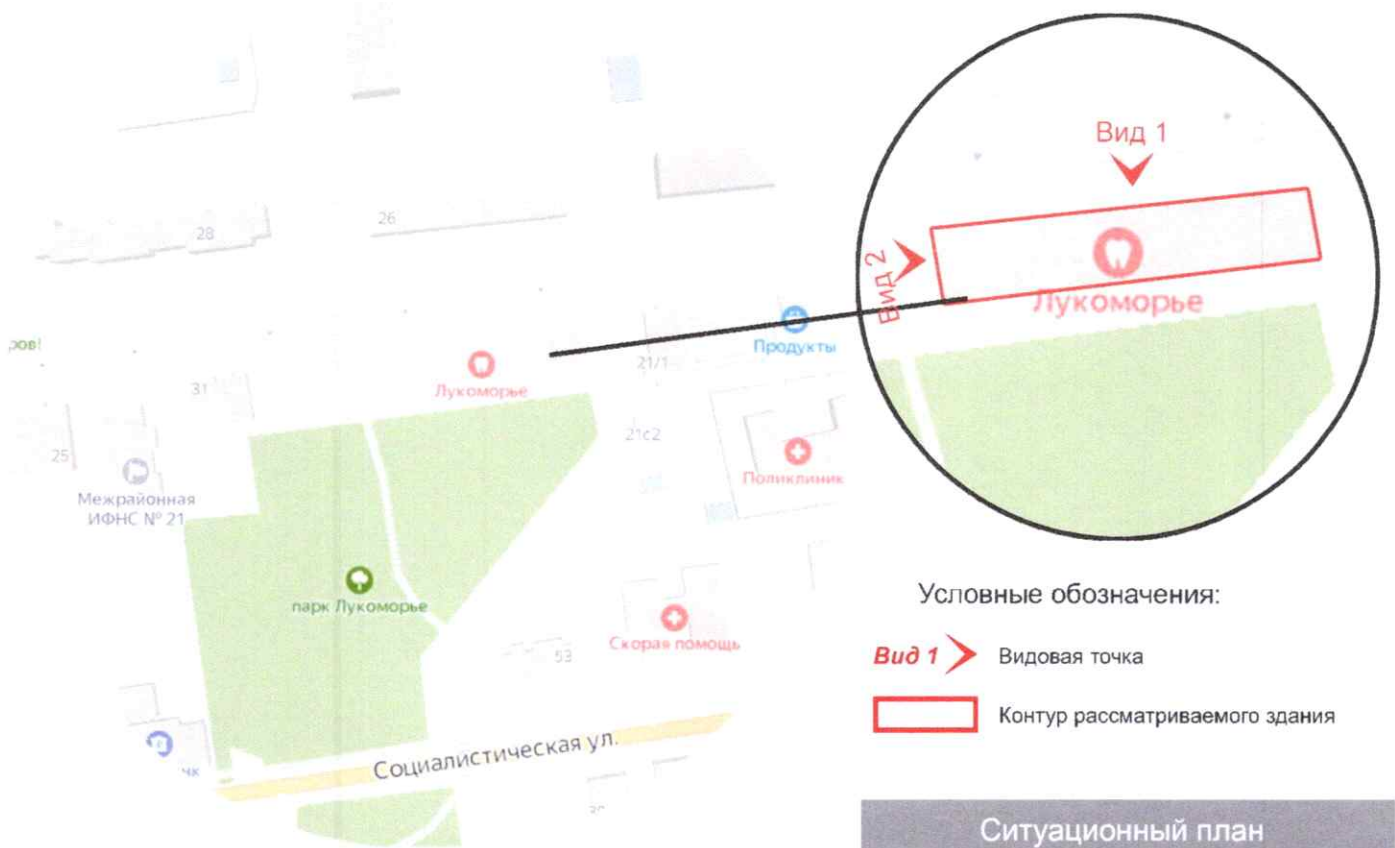 28
26
ров!
31
Лукоморье
21/1
Продукты
25
Межрайонная
ИФНС № 21
21с2
Поликлиник
парк Лукоморье
Скорая помощь
53
чк
Социалистическая ул.
Вид 1
Вид 2
Лукоморье
Условные обозначения:
Вид 1
Видовая точка
Контур рассматриваемого здания
Ситуационный план